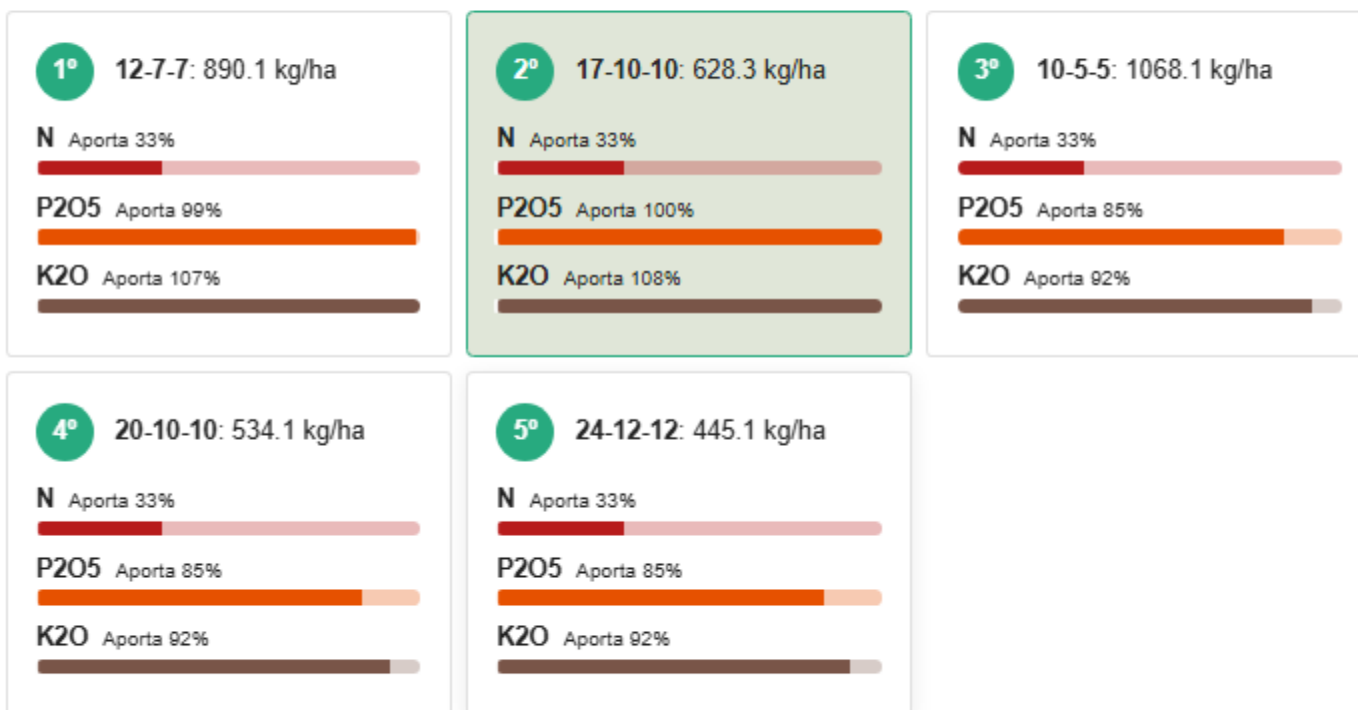 1º 12-7-7: 890.1 kg/ha
N Aporta 33%
P2O5 Aporta 99%
K2O Aporta 107%
2º 17-10-10: 628.3 kg/ha
N Aporta 33%
P2O5 Aporta 100%
K2O Aporta 108%
3º 10-5-5: 1068.1 kg/ha
N Aporta 33%
P2O5 Aporta 85%
K2O Aporta 92%
4º 20-10-10: 534.1 kg/ha
N Aporta 33%
P2O5 Aporta 85%
K2O Aporta 92%
5º 24-12-12: 445.1 kg/ha
N Aporta 33%
P2O5 Aporta 85%
K2O Aporta 92%